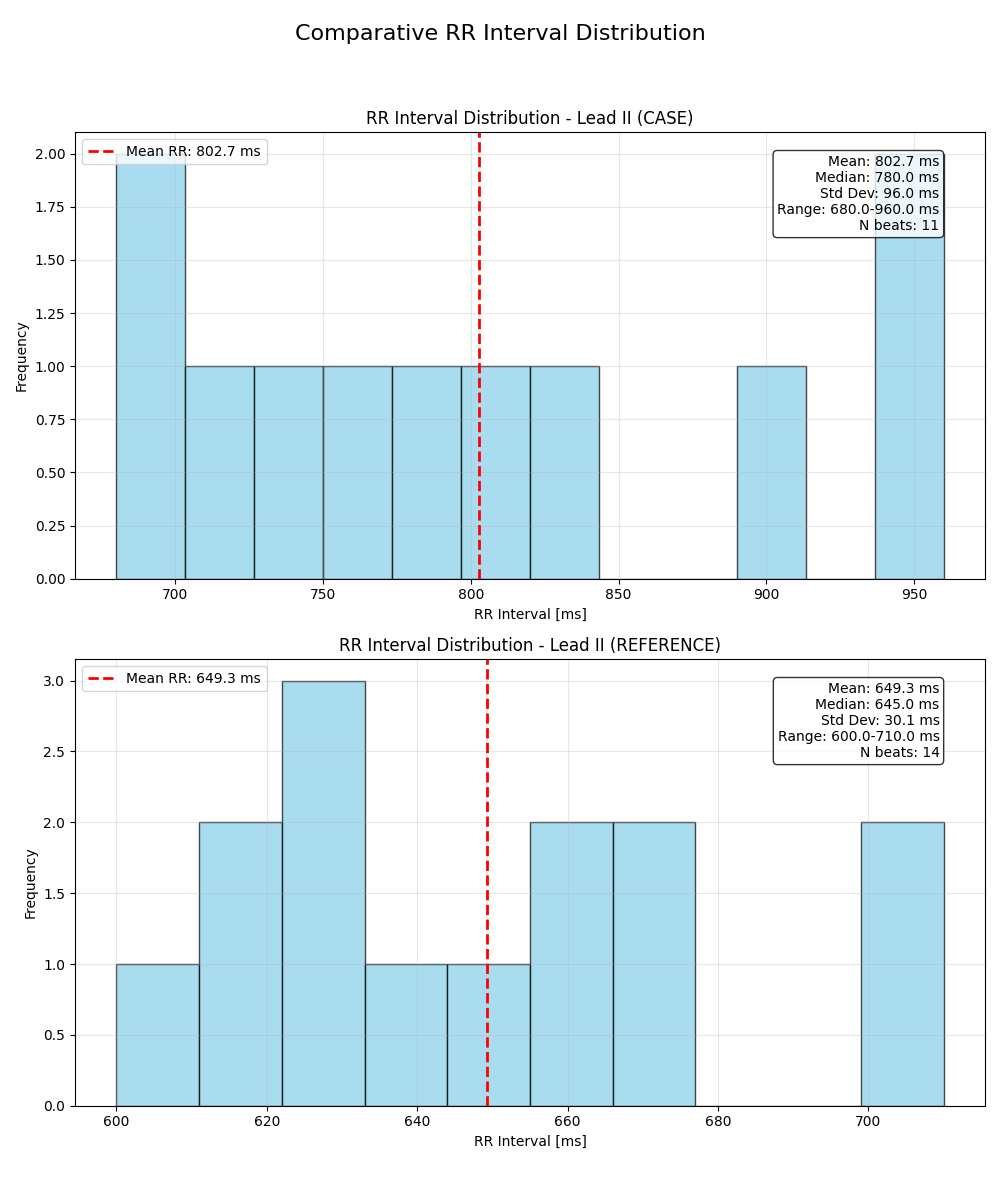 Comparative RR Interval Distribution
RR Interval Distribution - Lead II (CASE)
Mean RR: 802.7 ms
Mean: 802.7 ms
Median: 780.0 ms
Std Dev: 96.0 ms
Range: 680.0-960.0 ms
N beats: 11
2.00
1.75
1.50
1.25
1.00
0.75
0.50
0.25
0.00
Frequency
700 750 800 850 900 950
RR Interval [ms]
RR Interval Distribution - Lead II (REFERENCE)
Mean RR: 649.3 ms
Mean: 649.3 ms
Median: 645.0 ms
Std Dev: 30.1 ms
Range: 600.0-710.0 ms
N beats: 14
3.0
2.5
2.0
1.5
1.0
0.5
0.0
Frequency
600 620 640 660 680 700
RR Interval [ms]